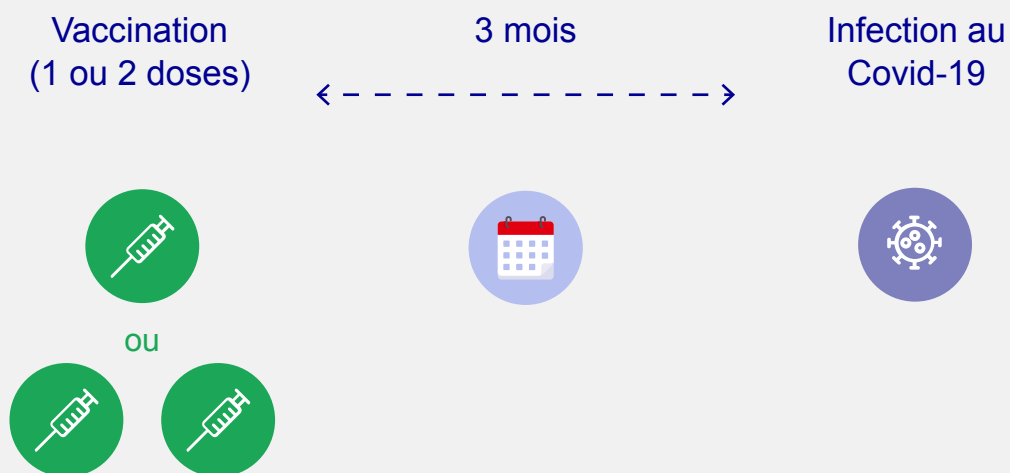 Vaccination
(1 ou 2 doses)
3 mois
Infection au
Covid-19
ou